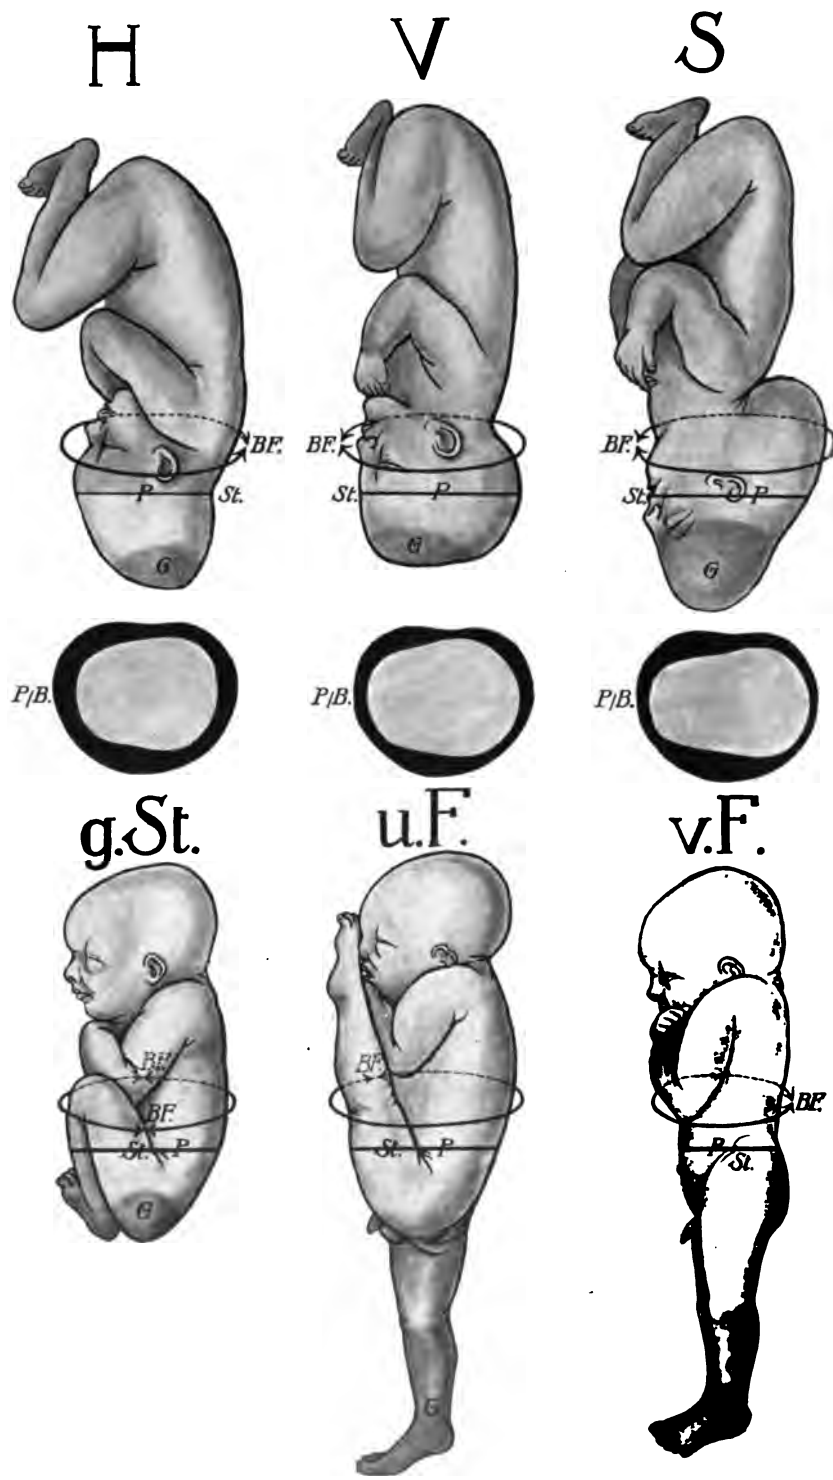 H V S
BF. BF. BF.
P St. St. P St. P
G G G
P/B. P/B. P/B.
g.St. u.F. v.F.
BF. BF. BF.
BF.
St. P St. P St.
G G